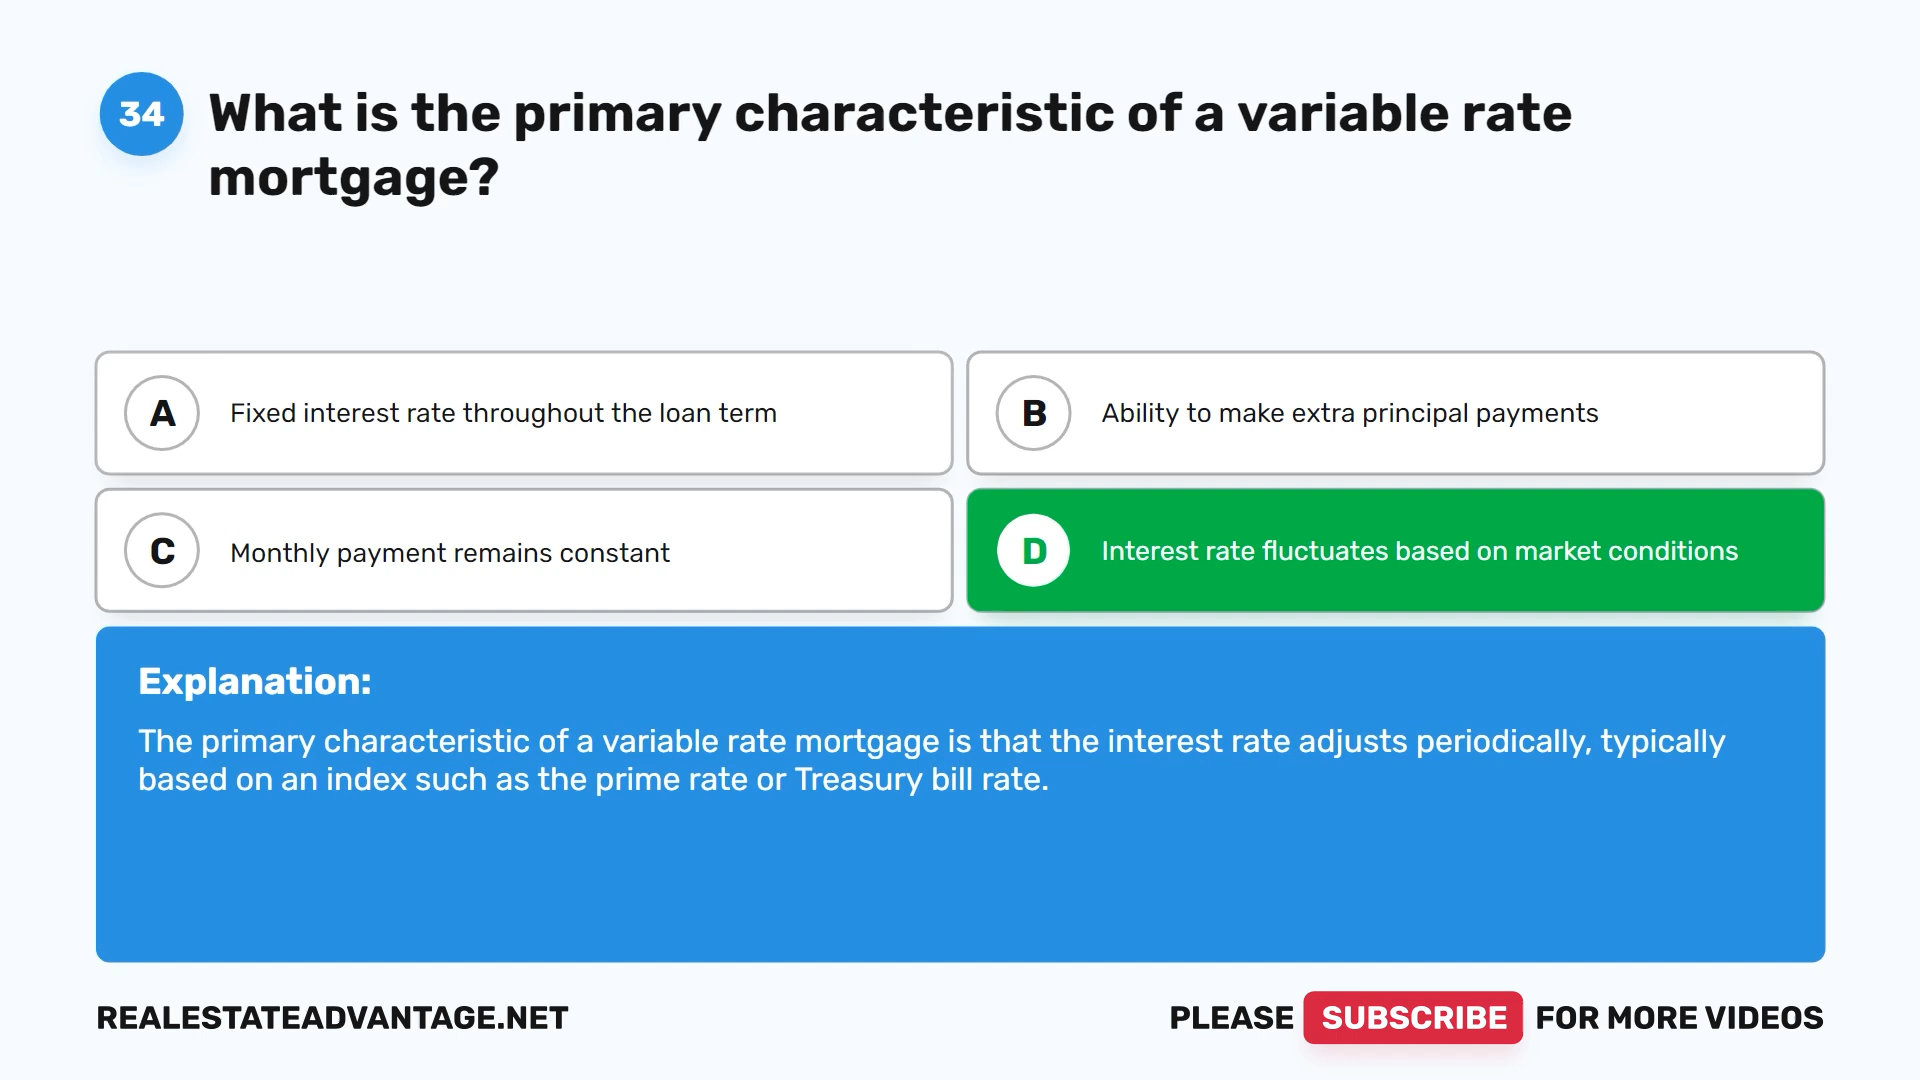 34
What is the primary characteristic of a variable rate
mortgage?
A Fixed interest rate throughout the loan term
B Ability to make extra principal payments
C Monthly payment remains constant
D Interest rate fluctuates based on market conditions
Explanation:
The primary characteristic of a variable rate mortgage is that the interest rate adjusts periodically, typically
based on an index such as the prime rate or Treasury bill rate.
REALESTATEADVANTAGE.NET
PLEASE SUBSCRIBE FOR MORE VIDEOS